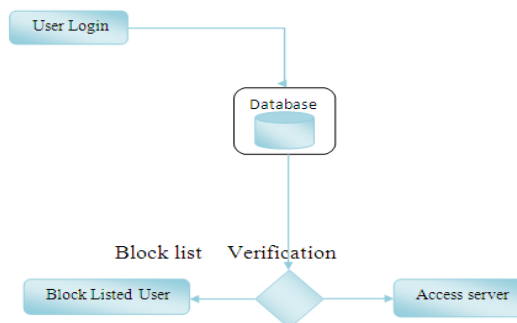 User Login
Database
Block list Verification
Block Listed User
Access server